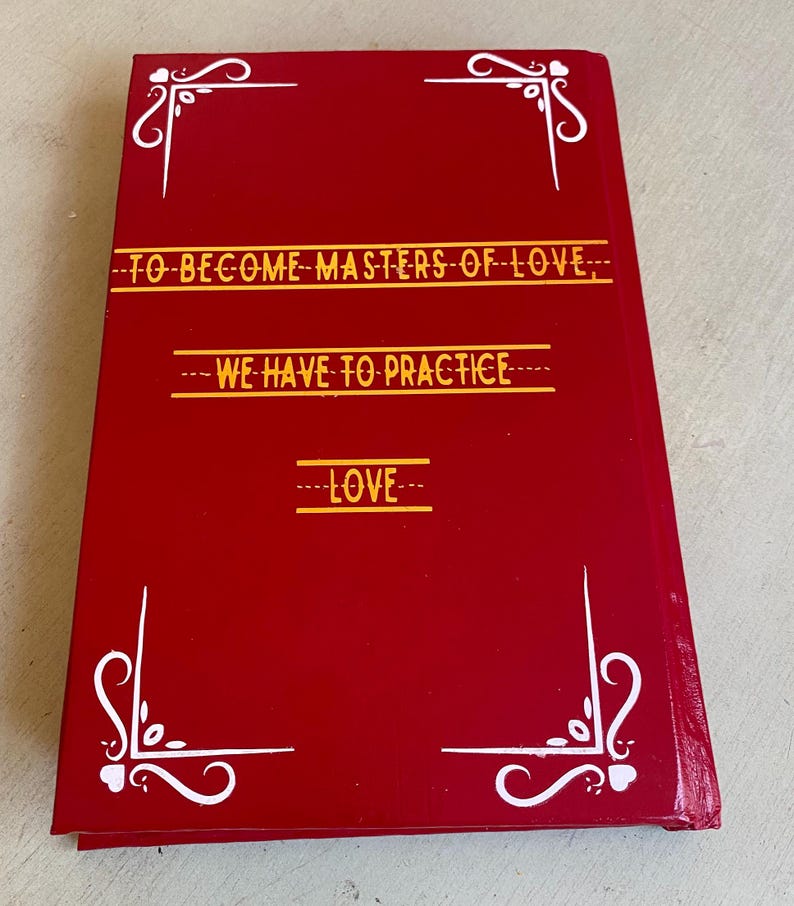 TO BECOME MASTERS OF LOVE,
WE HAVE TO PRACTICE
LOVE